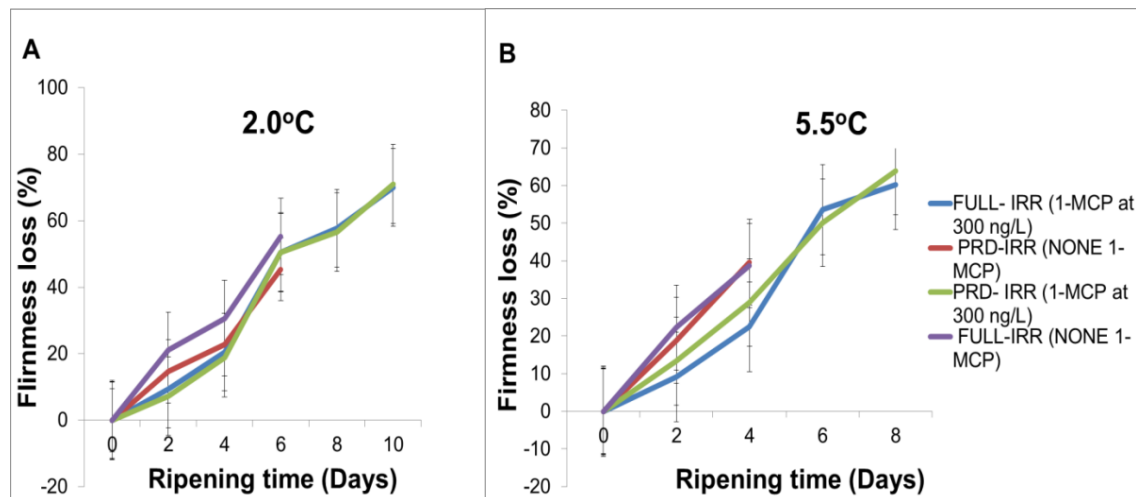 A
2.0°C
Flirnmess loss (%)
100
80
60
40
20
0
-20
0 2 4 6 8 10
Ripening time (Days)
B
5.5°C
Firmness loss (%)
80
70
60
50
40
30
20
10
0
-10
-20
0 2 4 6 8
Ripening time (Days)
FULL- IRR (1-MCP at
300 ng/L)
PRD-IRR (NONE 1-
MCP)
PRD- IRR (1-MCP at
300 ng/L)
FULL-IRR (NONE 1-
MCP)